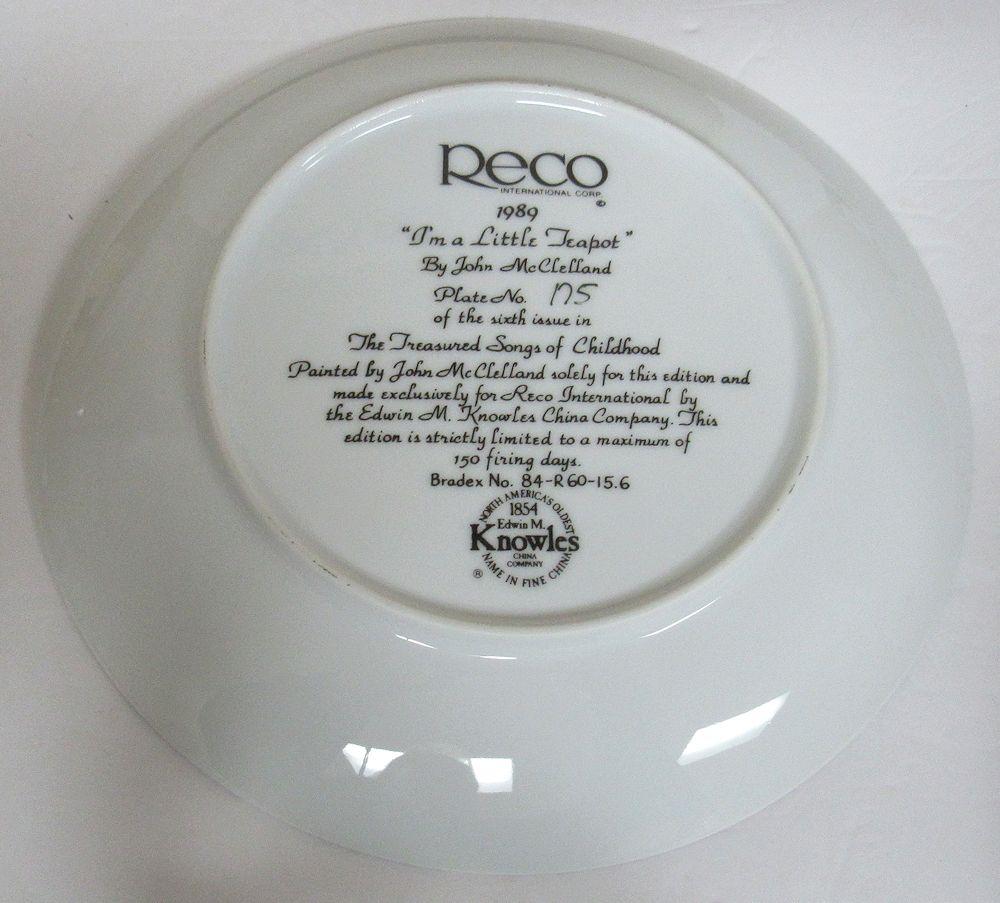 Reco
INTERNATIONAL CORP.
©
1989
"I'm a Little Teapot"
By John McClelland
Plate No. 175
of the sixth issue in
The Treasured Songs of Childhood
Painted by John McClelland solely for this edition and
made exclusively for Reco International by
the Edwin M. Knowles China Company. This
edition is strictly limited to a maximum of
150 firing days.
Bradex No. 84-R60-15.6
NORTH AMERICA'S OLDEST
1854
Edwin M.
Knowles
CHINA
COMPANY
® NAME IN FINE CHINA